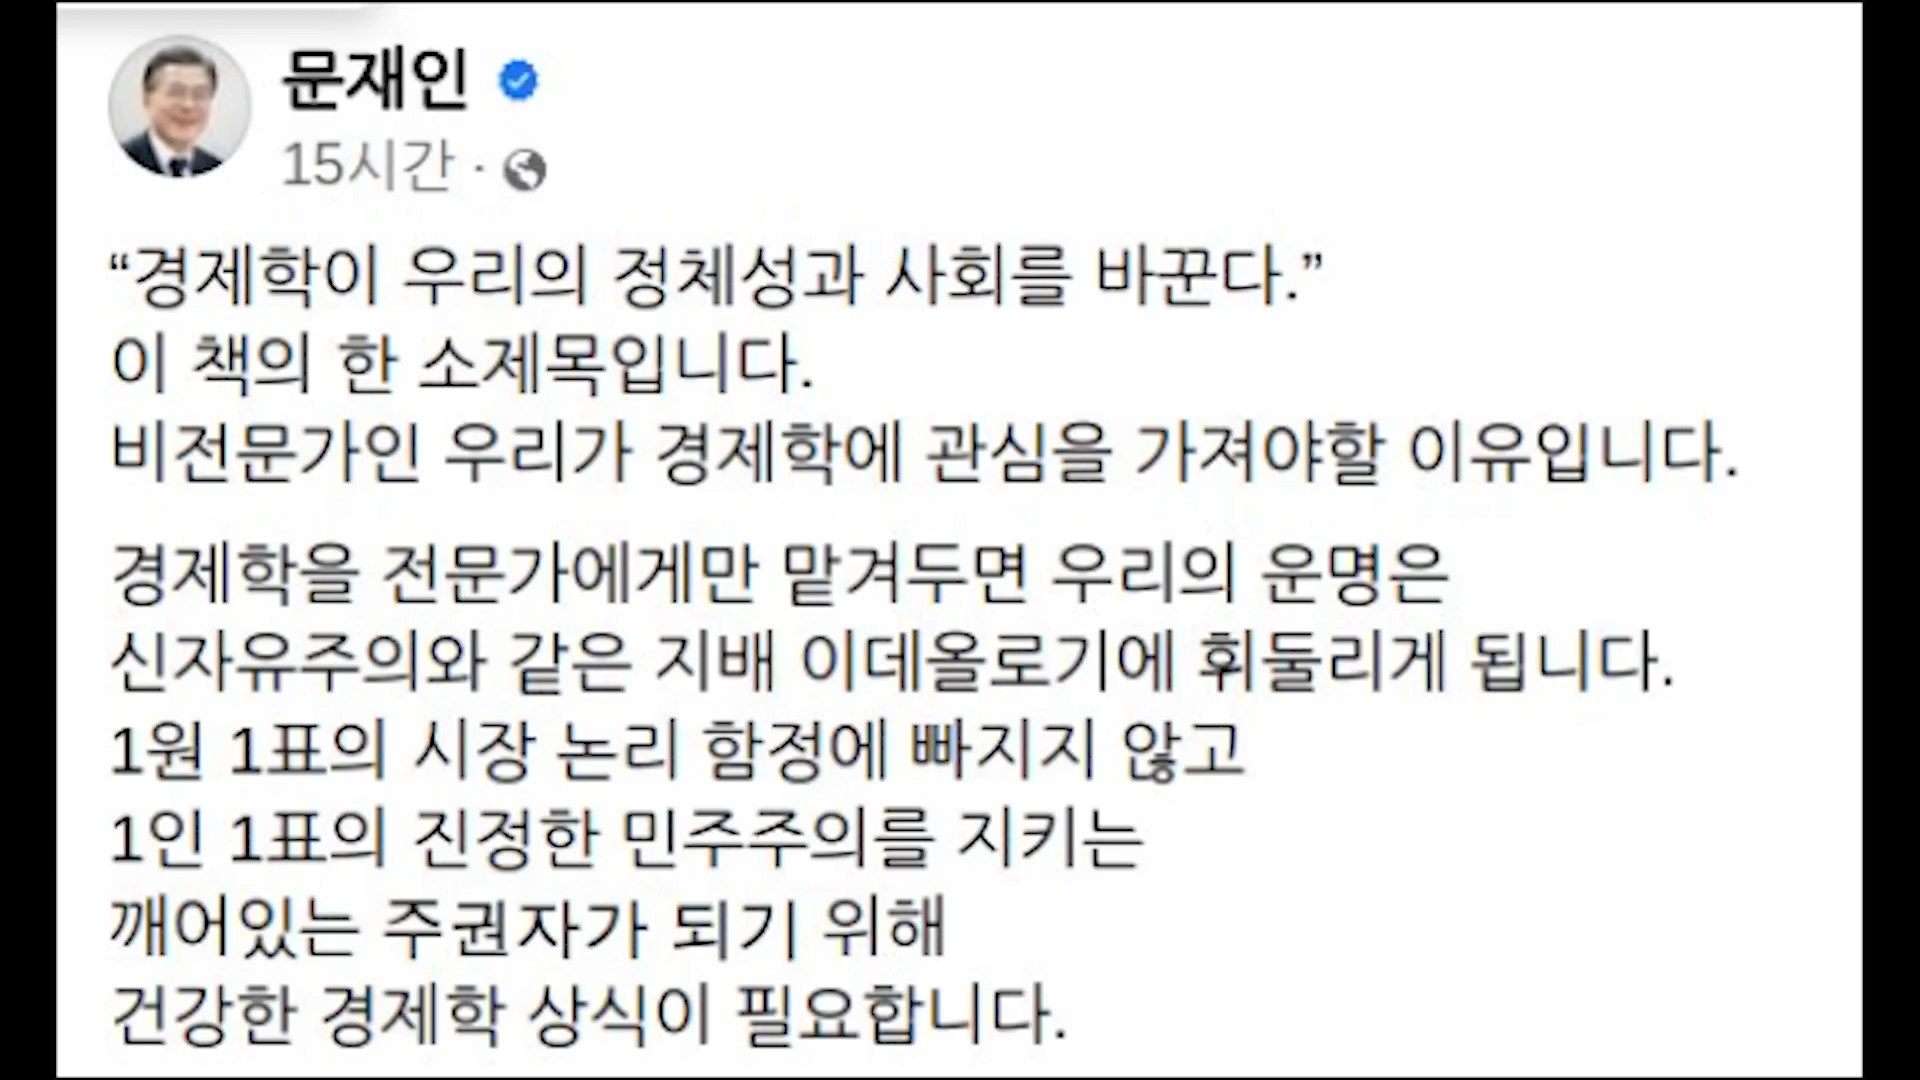 문재인
15시간 ·
“경제학이 우리의 정체성과 사회를 바꾼다.”
이 책의 한 소제목입니다.
비전문가인 우리가 경제학에 관심을 가져야할 이유입니다.
경제학을 전문가에게만 맡겨두면 우리의 운명은
신자유주의와 같은 지배 이데올로기에 휘둘리게 됩니다.
1원 1표의 시장 논리 함정에 빠지지 않고
1인 1표의 진정한 민주주의를 지키는
깨어있는 주권자가 되기 위해
건강한 경제학 상식이 필요합니다.